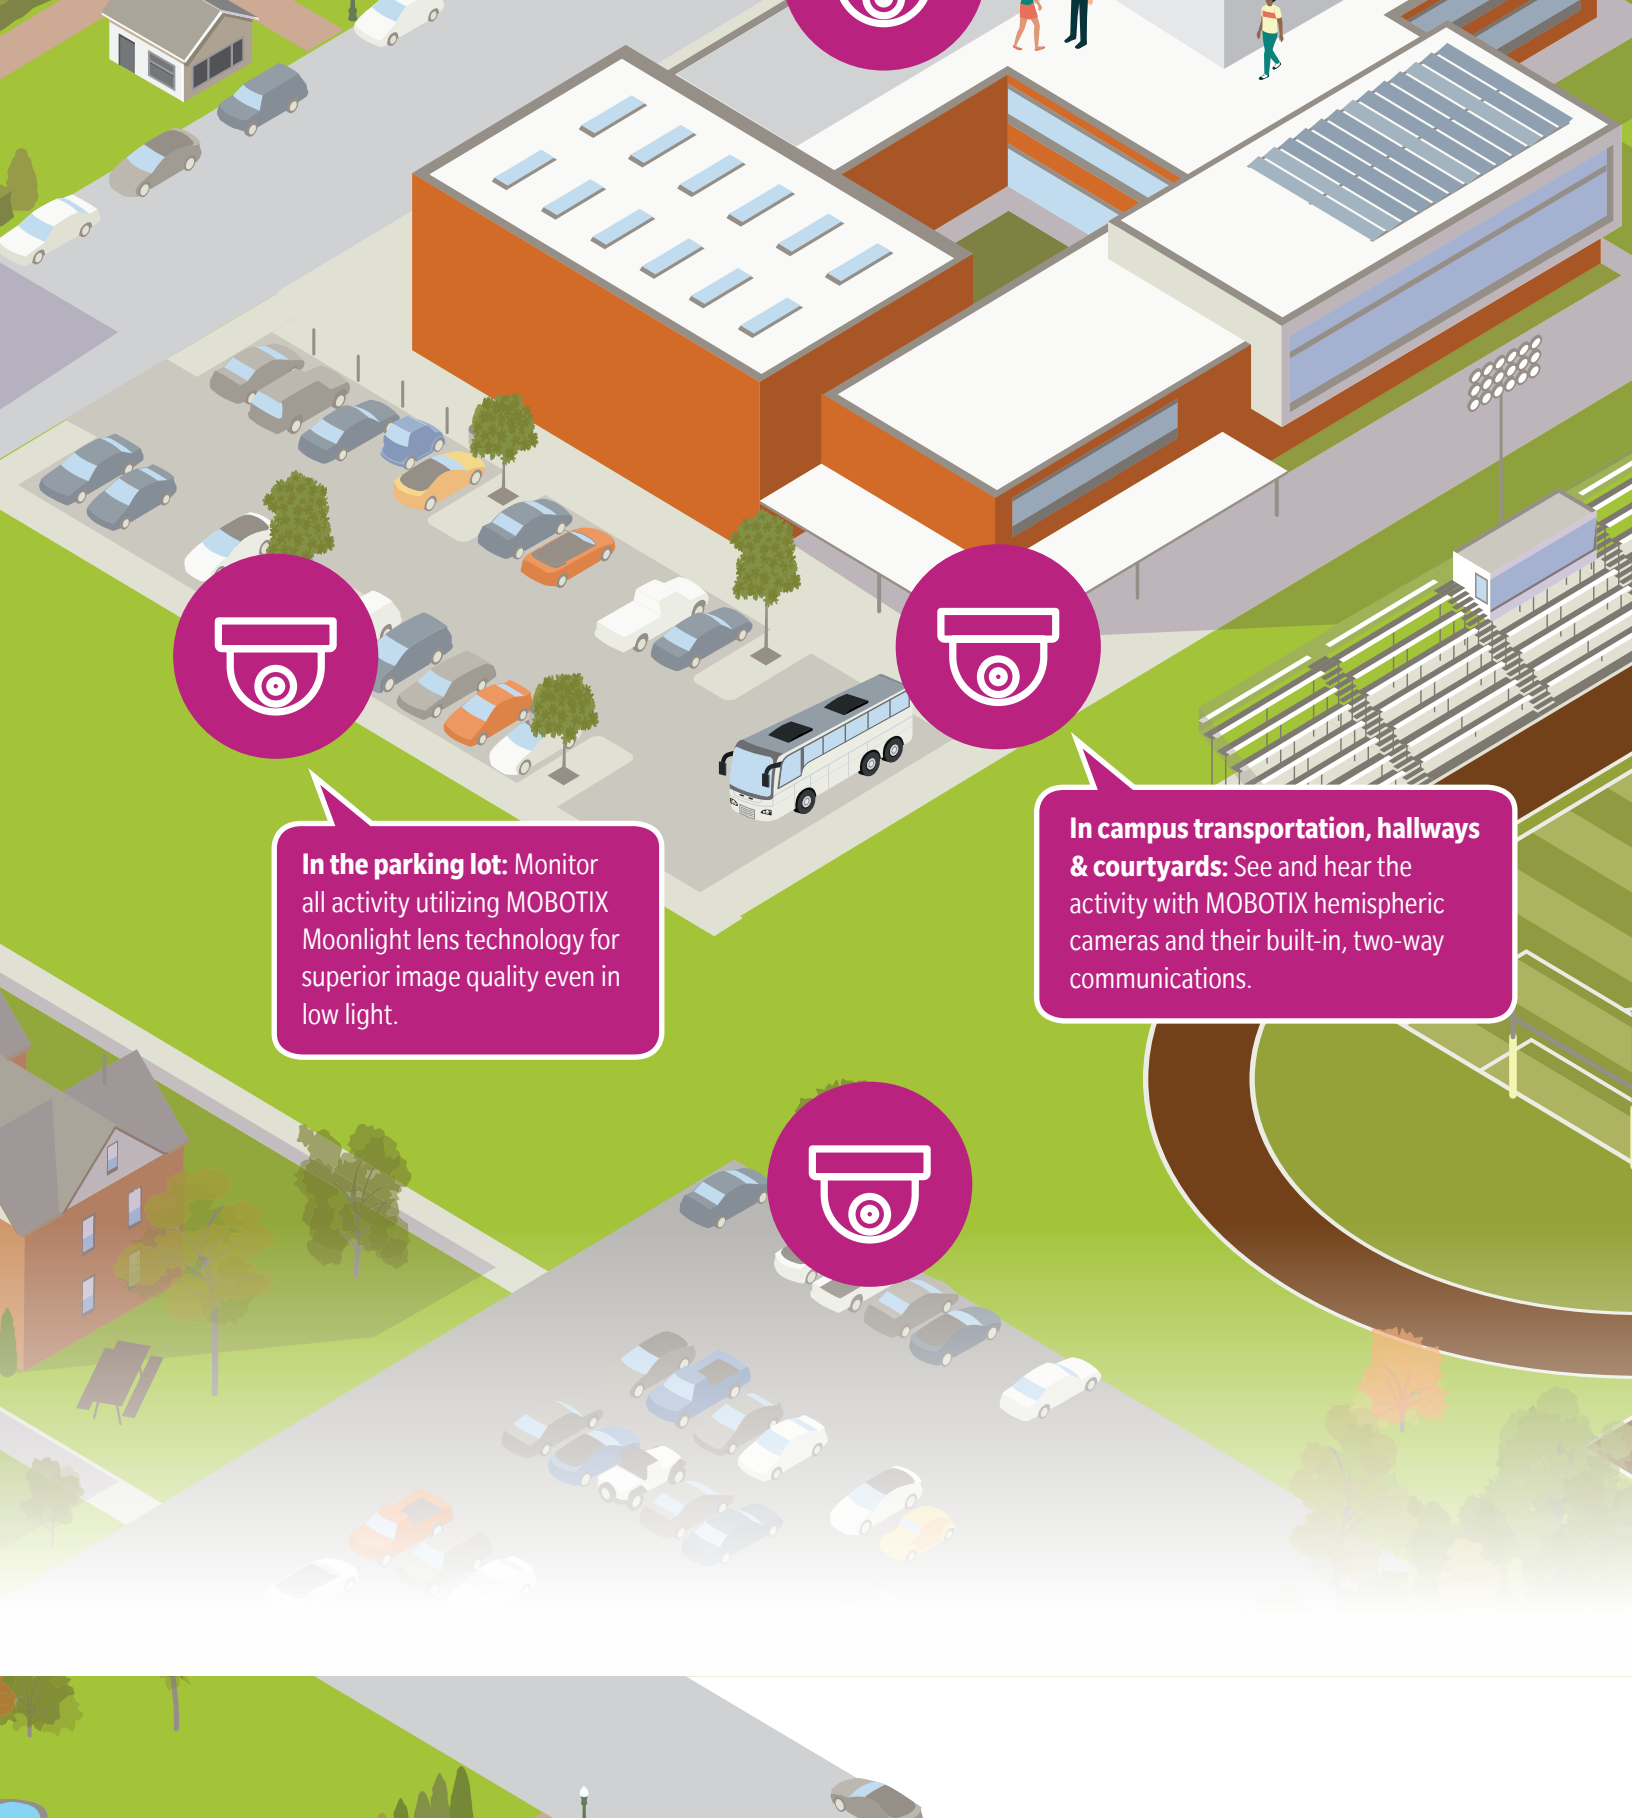 In the parking lot: Monitor
all activity utilizing MOBOTIX
Moonlight lens technology for
superior image quality even in
low light.
In campus transportation, hallways
& courtyards: See and hear the
activity with MOBOTIX hemispheric
cameras and their built-in, two-way
communications.